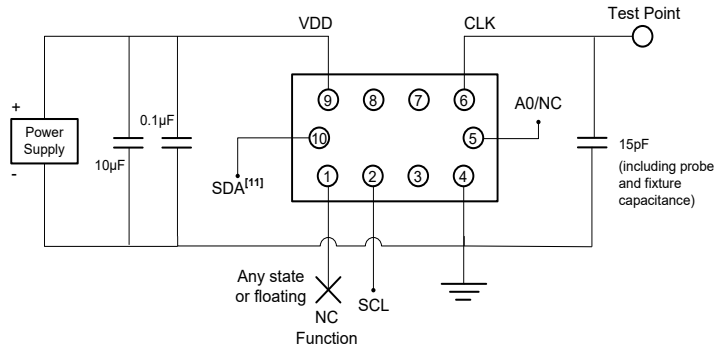 Test Point
VDD
CLK
+
9
8
7
6
A0/NC
0.1µF
Power
Supply
10
5
15pF
10µF
(including probe
and fixture
capacitance)
-
SDA[11]
1
2
3
4
Any state
or floating
SCL
NC
Function